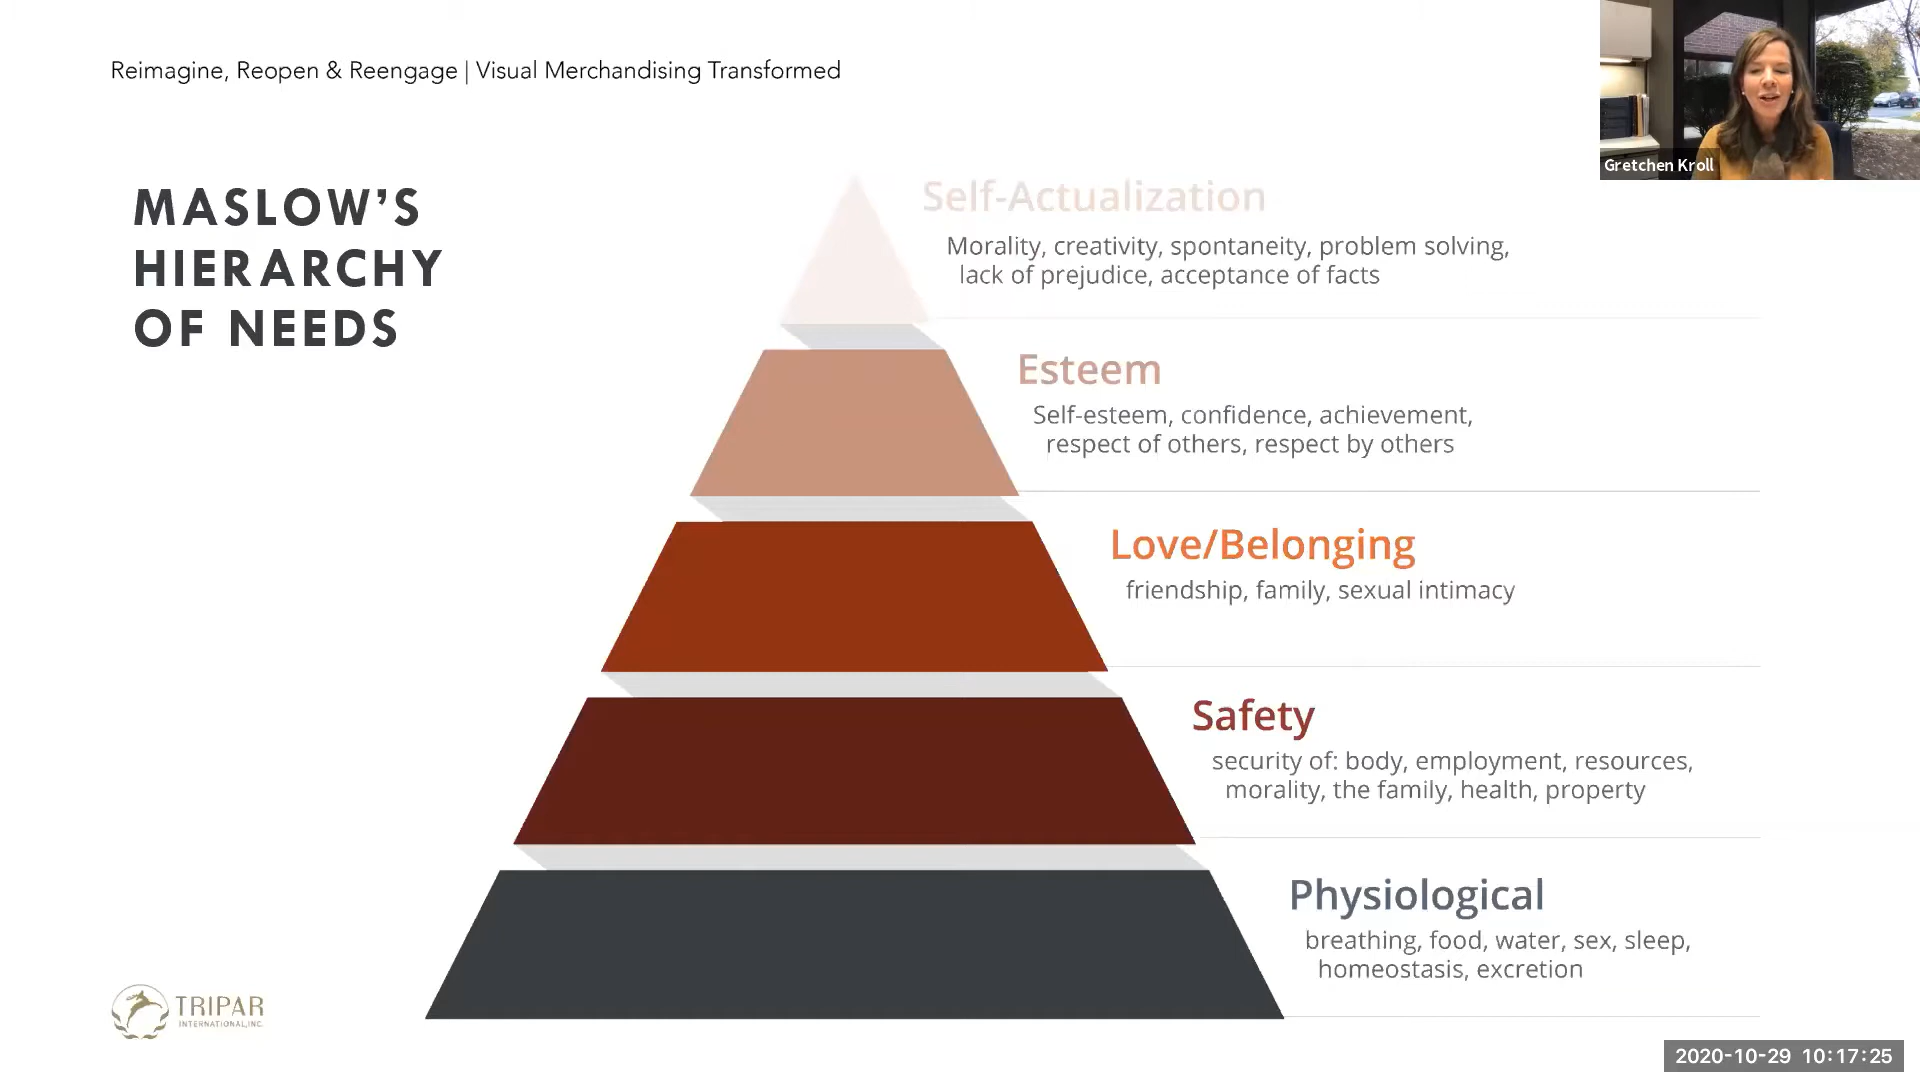 Reimagine, Reopen & Reengage | Visual Merchandising Transformed
Gretchen Kroll
MASLOW’S
HIERARCHY
OF NEEDS
Self-Actualization
Morality, creativity, spontaneity, problem solving,
lack of prejudice, acceptance of facts
Esteem
Self-esteem, confidence, achievement,
respect of others, respect by others
Love/Belonging
friendship, family, sexual intimacy
Safety
security of: body, employment, resources,
morality, the family, health, property
Physiological
breathing, food, water, sex, sleep,
homeostasis, excretion
TRIPAR
INTERNATIONAL, INC.
2020-10-29 10:17:25